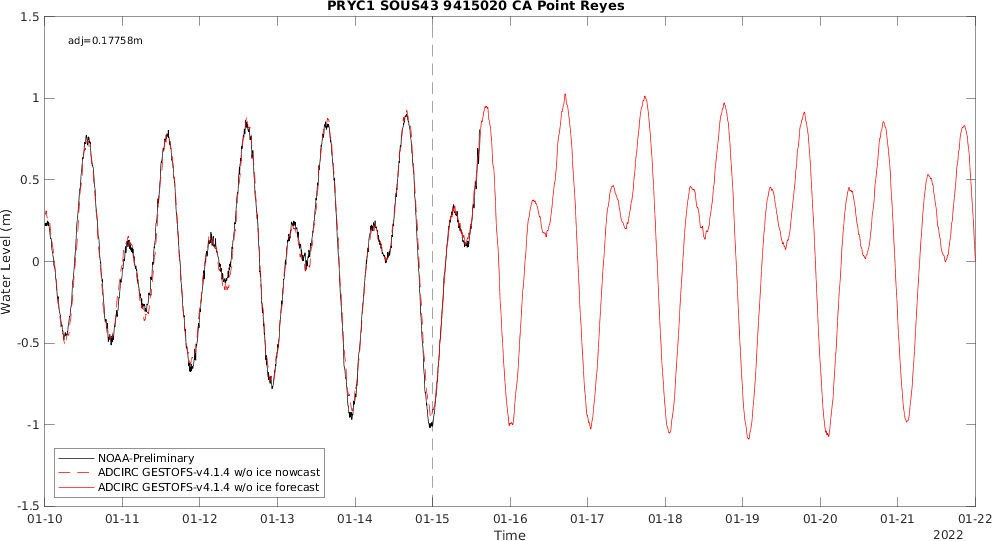 PRYC1 SOUS43 9415020 CA Point Reyes
adj=0.17758m
1.5
1
0.5
0
-0.5
-1
-1.5
Water Level (m)
NOAA-Preliminary
ADCIRC GESTOFS-v4.1.4 w/o ice nowcast
ADCIRC GESTOFS-v4.1.4 w/o ice forecast
01-10 01-11 01-12 01-13 01-14 01-15 01-16 01-17 01-18 01-19 01-20 01-21 01-22
Time
2022